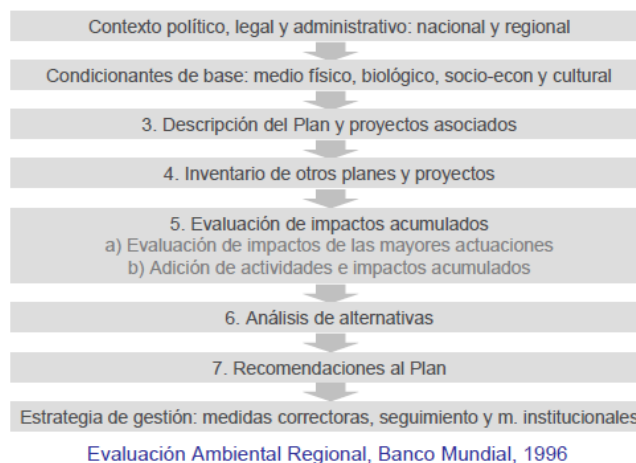 Contexto político, legal y administrativo: nacional y regional
Condicionantes de base: medio físico, biológico, socio-econ y cultural
3. Descripción del Plan y proyectos asociados
4. Inventario de otros planes y proyectos
5. Evaluación de impactos acumulados
a) Evaluación de impactos de las mayores actuaciones
b) Adición de actividades e impactos acumulados
6. Análisis de alternativas
7. Recomendaciones al Plan
Estrategia de gestión: medidas correctoras, seguimiento y m. institucionales
Evaluación Ambiental Regional, Banco Mundial, 1996